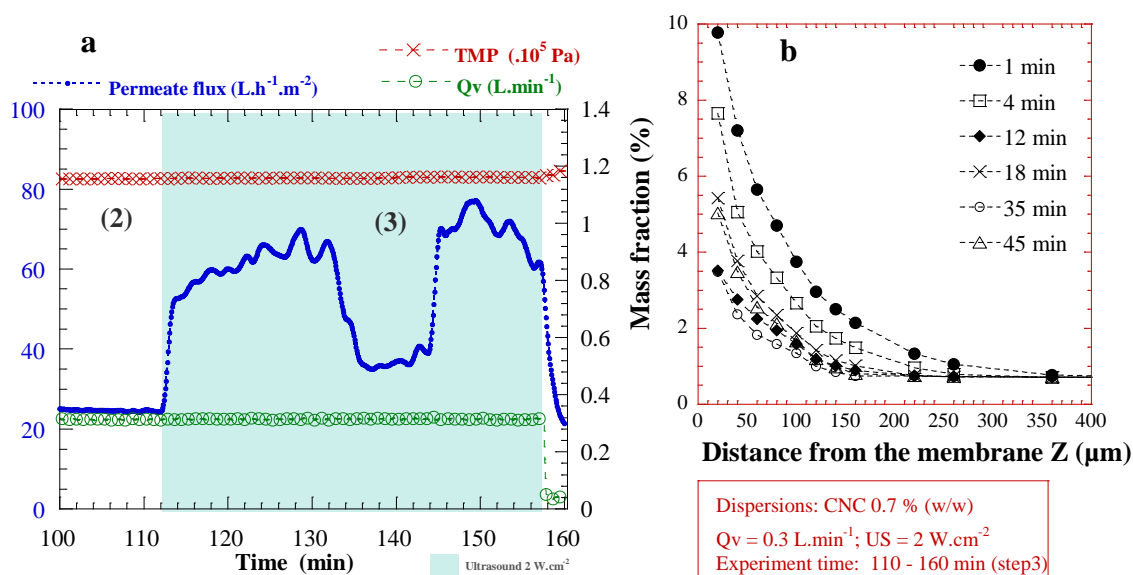 a
TMP (.10⁵ Pa)
Permeate flux (L.h⁻¹.m⁻²)
Qv (L.min⁻¹)
100
80
60
40
20
0
1.4
1.2
1
0.8
0.6
0.4
0.2
0
(2)
(3)
100 110 120 130 140 150 160
Time (min)
Ultrasound 2 W.cm⁻²
b
Mass fraction (%)
10
8
6
4
2
0
1 min
4 min
12 min
18 min
35 min
45 min
0 50 100 150 200 250 300 350 400
Distance from the membrane Z (µm)
Dispersions: CNC 0.7 % (w/w)
Qv = 0.3 L.min⁻¹; US = 2 W.cm⁻²
Experiment time: 110 - 160 min (step3)